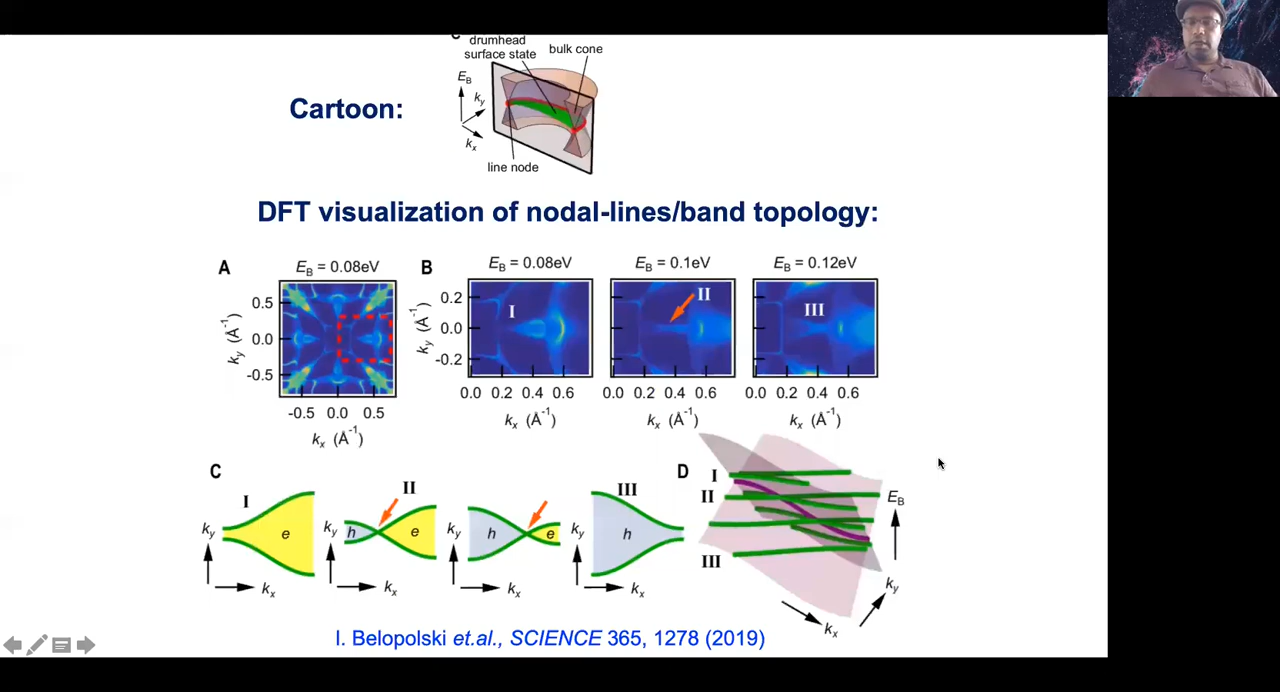 C
drumhead
surface state
bulk cone
E_B
k_y
k_x
line node
Cartoon:
DFT visualization of nodal-lines/band topology:
A
E_B = 0.08eV
k_y (Å⁻¹)
0.5
0.0
-0.5
-0.5 0.0 0.5
k_x (Å⁻¹)
B
E_B = 0.08eV
E_B = 0.1eV
E_B = 0.12eV
k_y (Å⁻¹)
0.2
0.0
-0.2
I
II
III
0.0 0.2 0.4 0.6
0.0 0.2 0.4 0.6
0.0 0.2 0.4 0.6
k_x (Å⁻¹)
k_x (Å⁻¹)
k_x (Å⁻¹)
C
I
e
k_y
k_x
II
h
e
k_y
k_x
h
e
k_y
k_x
III
h
k_y
k_x
D
I
II
III
E_B
k_y
k_x
I. Belopolski et.al., SCIENCE 365, 1278 (2019)